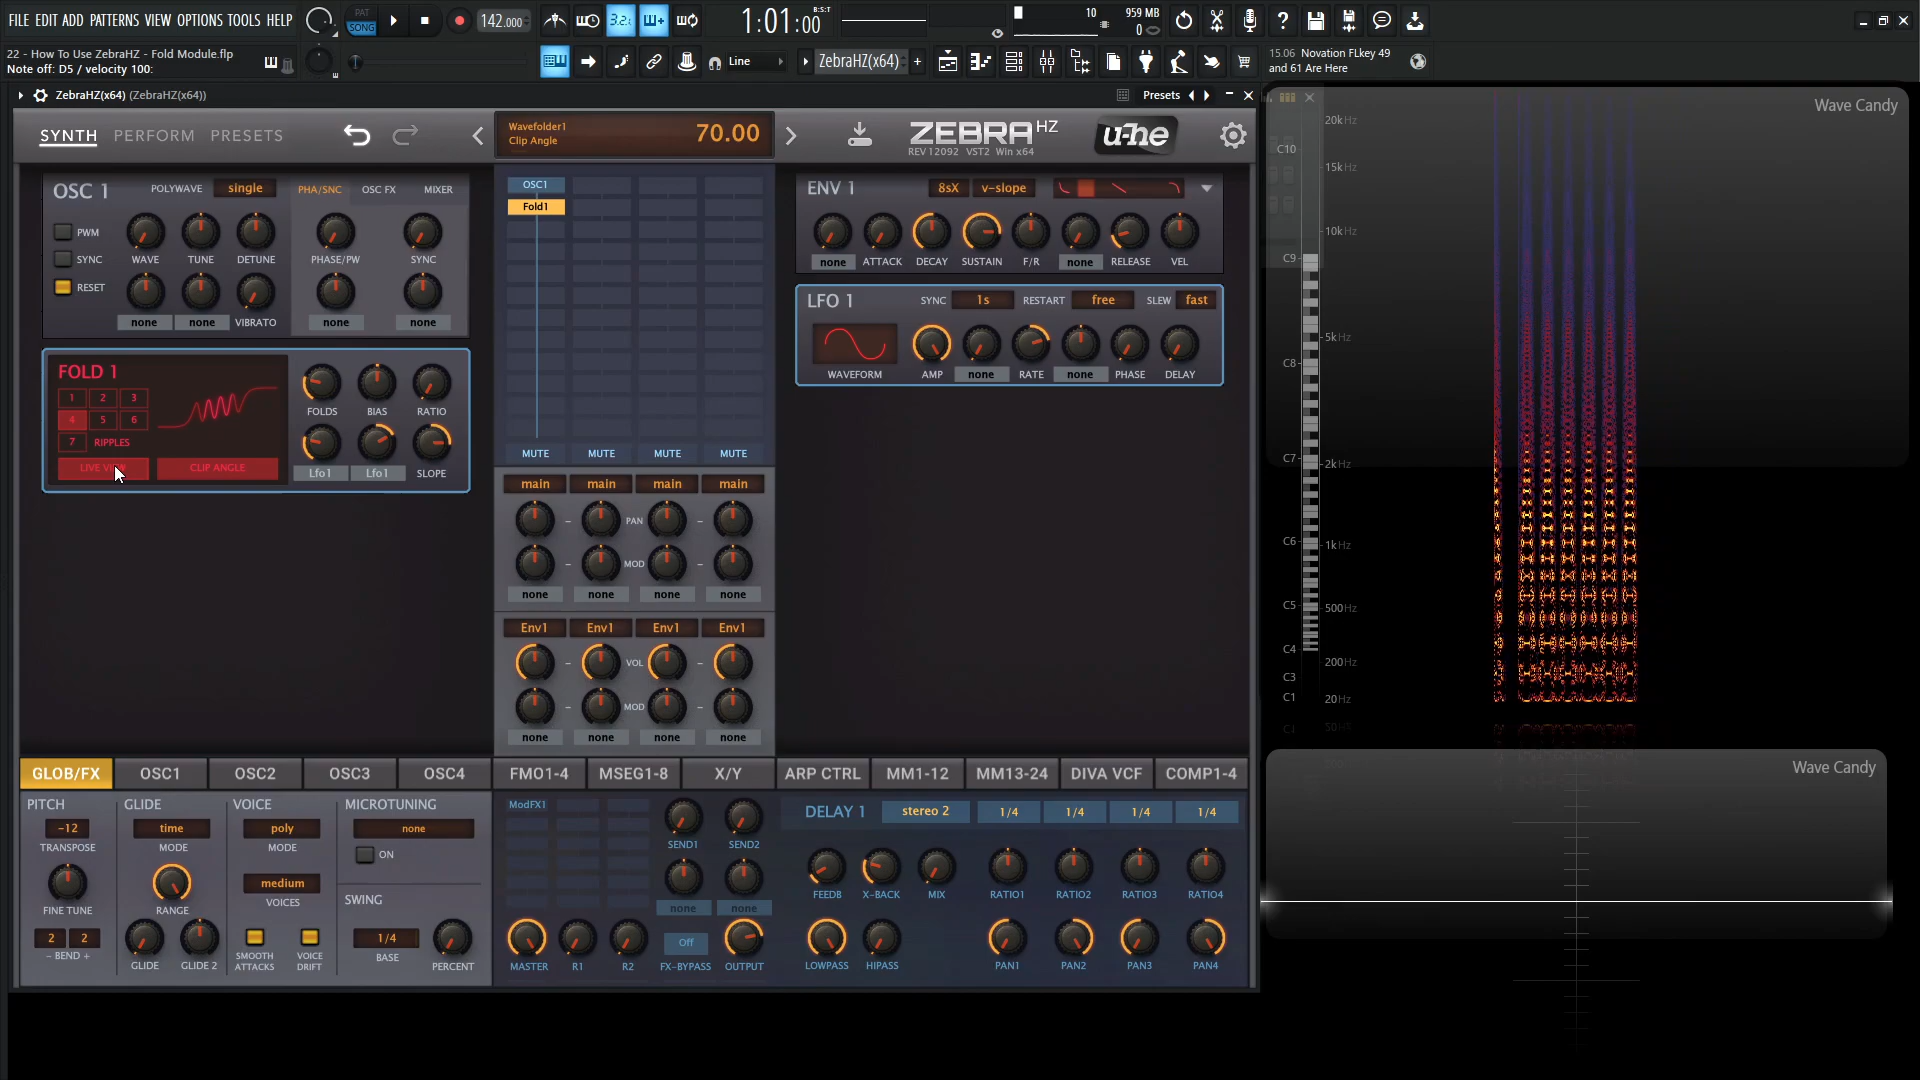 FILE EDIT ADD PATTERNS VIEW OPTIONS TOOLS HELP
PAT
SONG
142.000
3.2.:
1:01:00
B:S:T
10
959 MB
0
22 - How To Use ZebraHZ - Fold Module.flp
Note off: D5 / velocity 100:
Line
ZebraHZ(x64)
15.06 Novation FLkey 49
and 61 Are Here
ZebraHZ(x64) (ZebraHZ(x64))
Presets
SYNTH PERFORM PRESETS
Wavefolder1
Clip Angle
70.00
ZEBRA HZ
REV 12092 VST2 Win x64
u-he
OSC 1
POLYWAVE single
PHA/SNC OSC FX MIXER
PWM
SYNC
RESET
WAVE TUNE DETUNE PHASE/PW SYNC
none none VIBRATO none none
FOLD 1
1 2 3
4 5 6
7 RIPPLES
LIVE VIEW CLIP ANGLE
FOLDS BIAS RATIO
Lfo1 Lfo1 SLOPE
OSC1
Fold1
MUTE MUTE MUTE MUTE
main main main main
PAN
MOD
none none none none
Env1 Env1 Env1 Env1
VOL
MOD
none none none none
ENV 1 8sX v-slope
none ATTACK DECAY SUSTAIN F/R none RELEASE VEL
LFO 1 SYNC 1s RESTART free SLEW fast
WAVEFORM AMP none RATE none PHASE DELAY
GLOB/FX OSC1 OSC2 OSC3 OSC4 FMO1-4 MSEG1-8 X/Y ARP CTRL MM1-12 MM13-24 DIVA VCF COMP1-4
PITCH
-12
TRANSPOSE
FINE TUNE
2 2
- BEND +
GLIDE
time
MODE
RANGE
GLIDE GLIDE 2
VOICE
poly
MODE
medium
VOICES
SMOOTH
ATTACKS
VOICE
DRIFT
MICROTUNING
none
ON
SWING
1/4
BASE
PERCENT
ModFX1
SEND1 SEND2
none none
Off
MASTER R1 R2 FX-BYPASS OUTPUT
DELAY 1 stereo 2 1/4 1/4 1/4 1/4
FEEDB X-BACK MIX RATIO1 RATIO2 RATIO3 RATIO4
LOWPASS HIPASS PAN1 PAN2 PAN3 PAN4
Wave Candy
20kHz
C10
15kHz
10kHz
C9
5kHz
C8
C7
2kHz
C6
1kHz
C5
500Hz
C4
200Hz
C3
C1
20Hz
Wave Candy